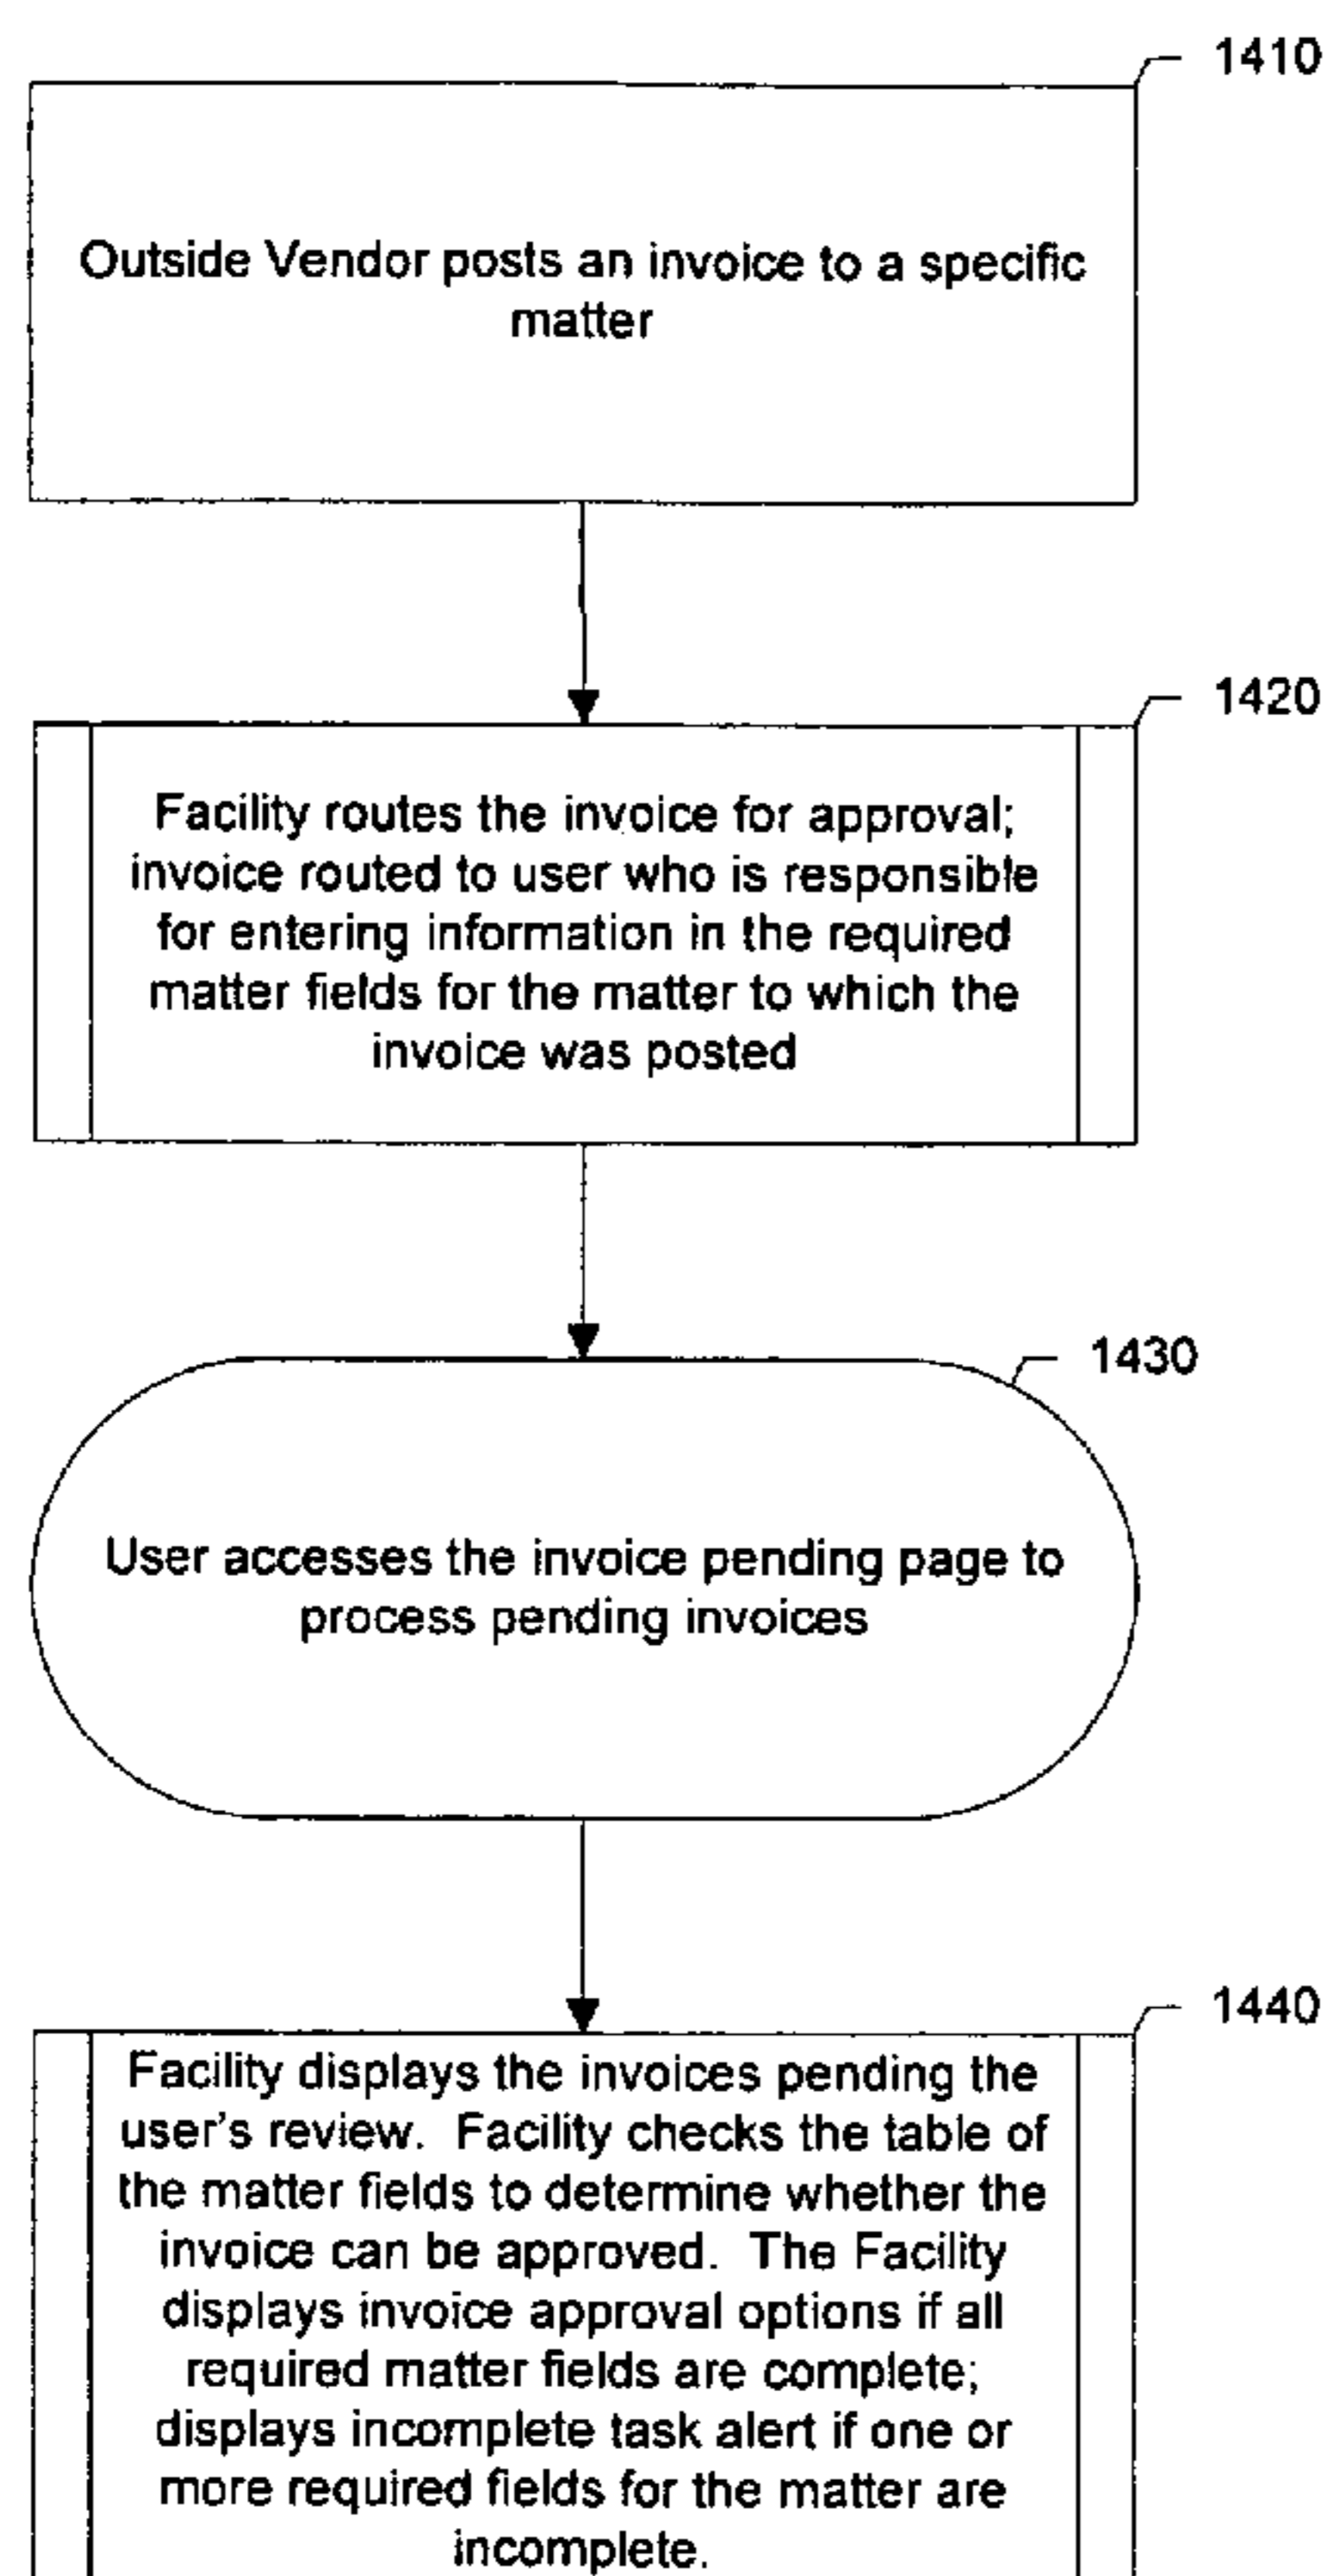 1410
Outside Vendor posts an invoice to a specific
matter
1420
Facility routes the invoice for approval;
invoice routed to user who is responsible
for entering information in the required
matter fields for the matter to which the
invoice was posted
1430
User accesses the invoice pending page to
process pending invoices
1440
Facility displays the invoices pending the
user's review.  Facility checks the table of
the matter fields to determine whether the
invoice can be approved.  The Facility
displays invoice approval options if all
required matter fields are complete;
displays incomplete task alert if one or
more required fields for the matter are
incomplete.